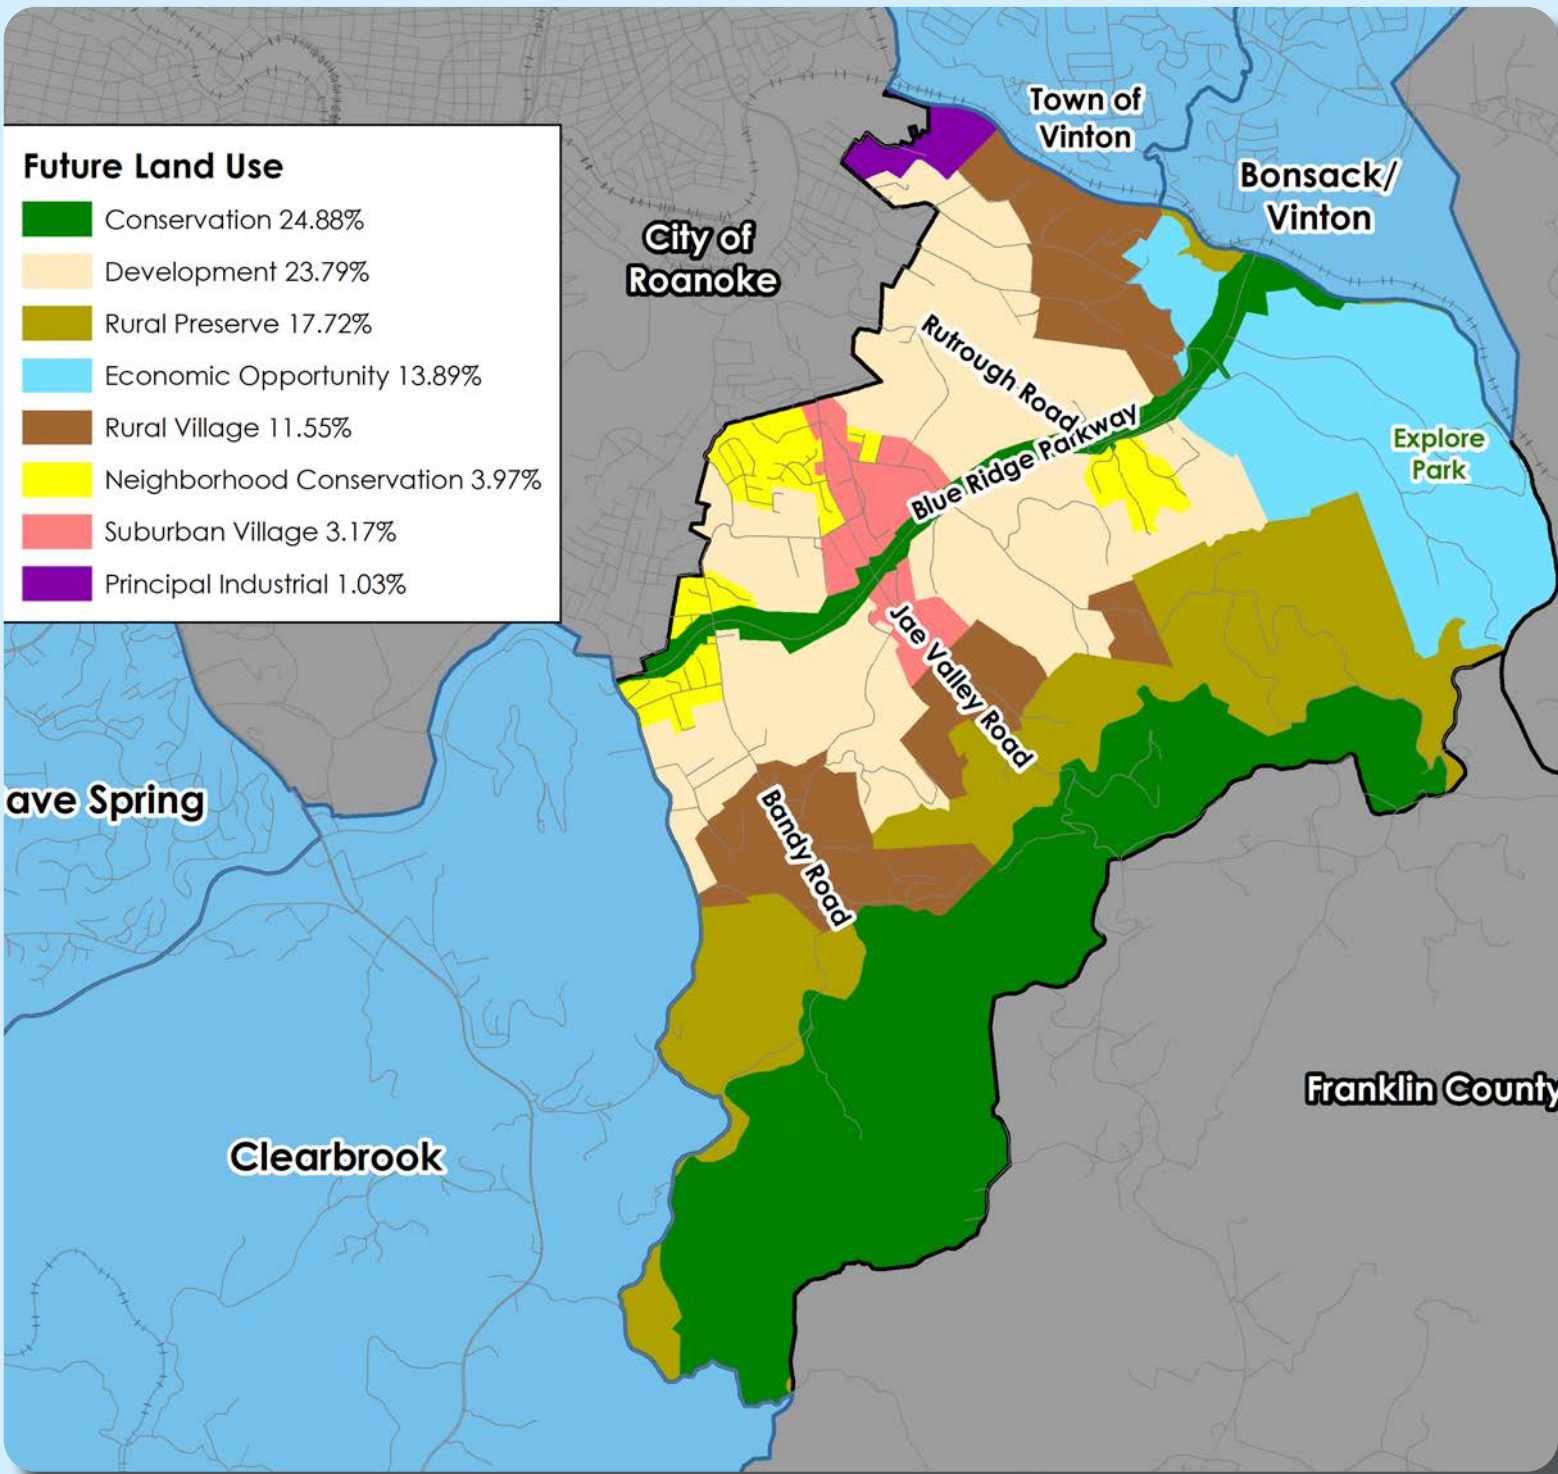 Town of
Vinton
Bonsack/
Vinton
Future Land Use
Conservation 24.88%
Development 23.79%
Rural Preserve 17.72%
Economic Opportunity 13.89%
Rural Village 11.55%
Neighborhood Conservation 3.97%
Suburban Village 3.17%
Principal Industrial 1.03%
City of
Roanoke
Rutrough Road
Blue Ridge Parkway
Explore
Park
Jae Valley Road
Bandy Road
ave Spring
Franklin County
Clearbrook